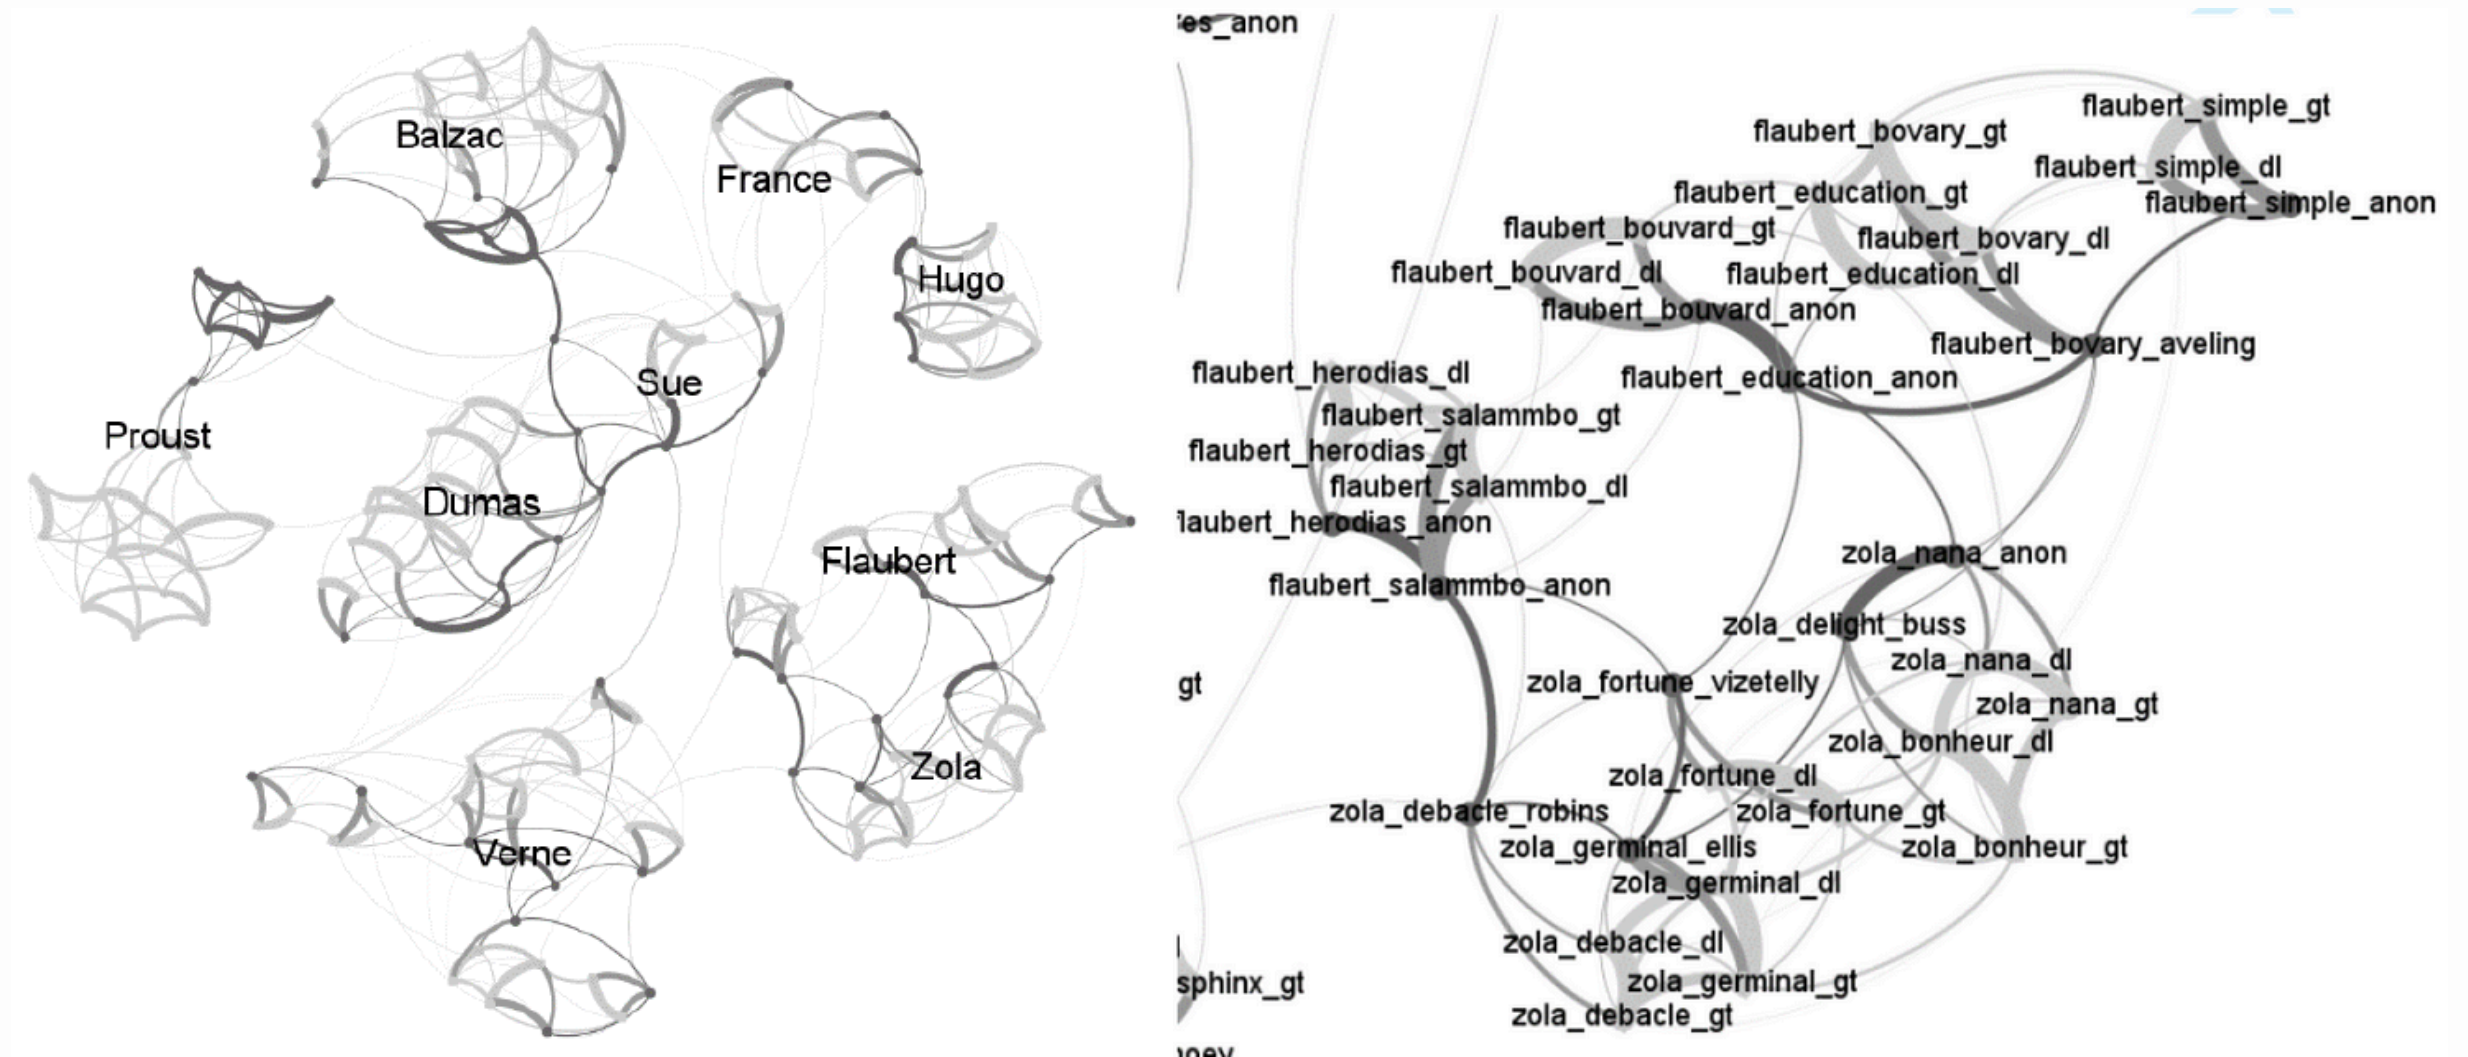 Balzac
France
Hugo
Sue
Proust
Dumas
Flaubert
Zola
Verne
es_anon
flaubert_simple_gt
flaubert_bovary_gt
flaubert_simple_dl
flaubert_education_gt
flaubert_simple_anon
flaubert_bouvard_gt
flaubert_bovary_dl
flaubert_bouvard_dl
flaubert_education_dl
flaubert_bouvard_anon
flaubert_bovary_aveling
flaubert_herodias_dl
flaubert_education_anon
flaubert_salammbo_gt
flaubert_herodias_gt
flaubert_salammbo_dl
laubert_herodias_anon
zola_nana_anon
flaubert_salammbo_anon
zola_delight_buss
zola_nana_dl
gt
zola_fortune_vizetelly
zola_nana_gt
zola_bonheur_dl
zola_fortune_dl
zola_debacle_robins
zola_fortune_gt
zola_germinal_ellis
zola_bonheur_gt
zola_germinal_dl
zola_debacle_dl
sphinx_gt
zola_germinal_gt
zola_debacle_gt